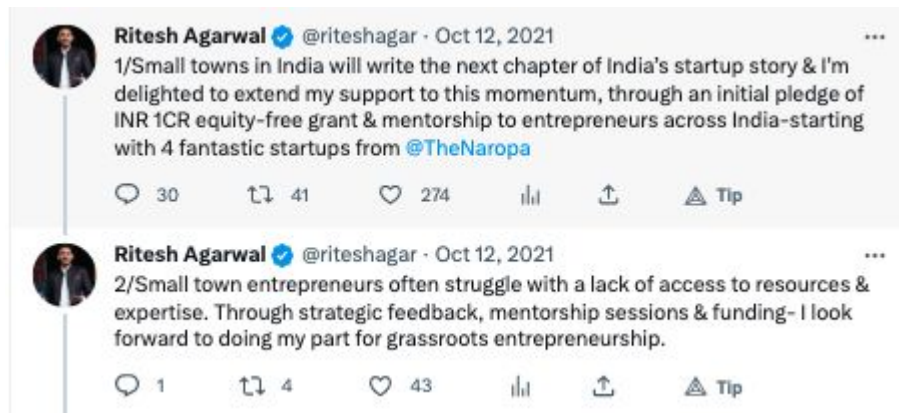 Ritesh Agarwal @riteshagar · Oct 12, 2021
1/Small towns in India will write the next chapter of India's startup story & I'm
delighted to extend my support to this momentum, through an initial pledge of
INR 1CR equity-free grant & mentorship to entrepreneurs across India-starting
with 4 fantastic startups from @TheNaropa
30 41 274 Tip
Ritesh Agarwal @riteshagar · Oct 12, 2021
2/Small town entrepreneurs often struggle with a lack of access to resources &
expertise. Through strategic feedback, mentorship sessions & funding- I look
forward to doing my part for grassroots entrepreneurship.
1 4 43 Tip